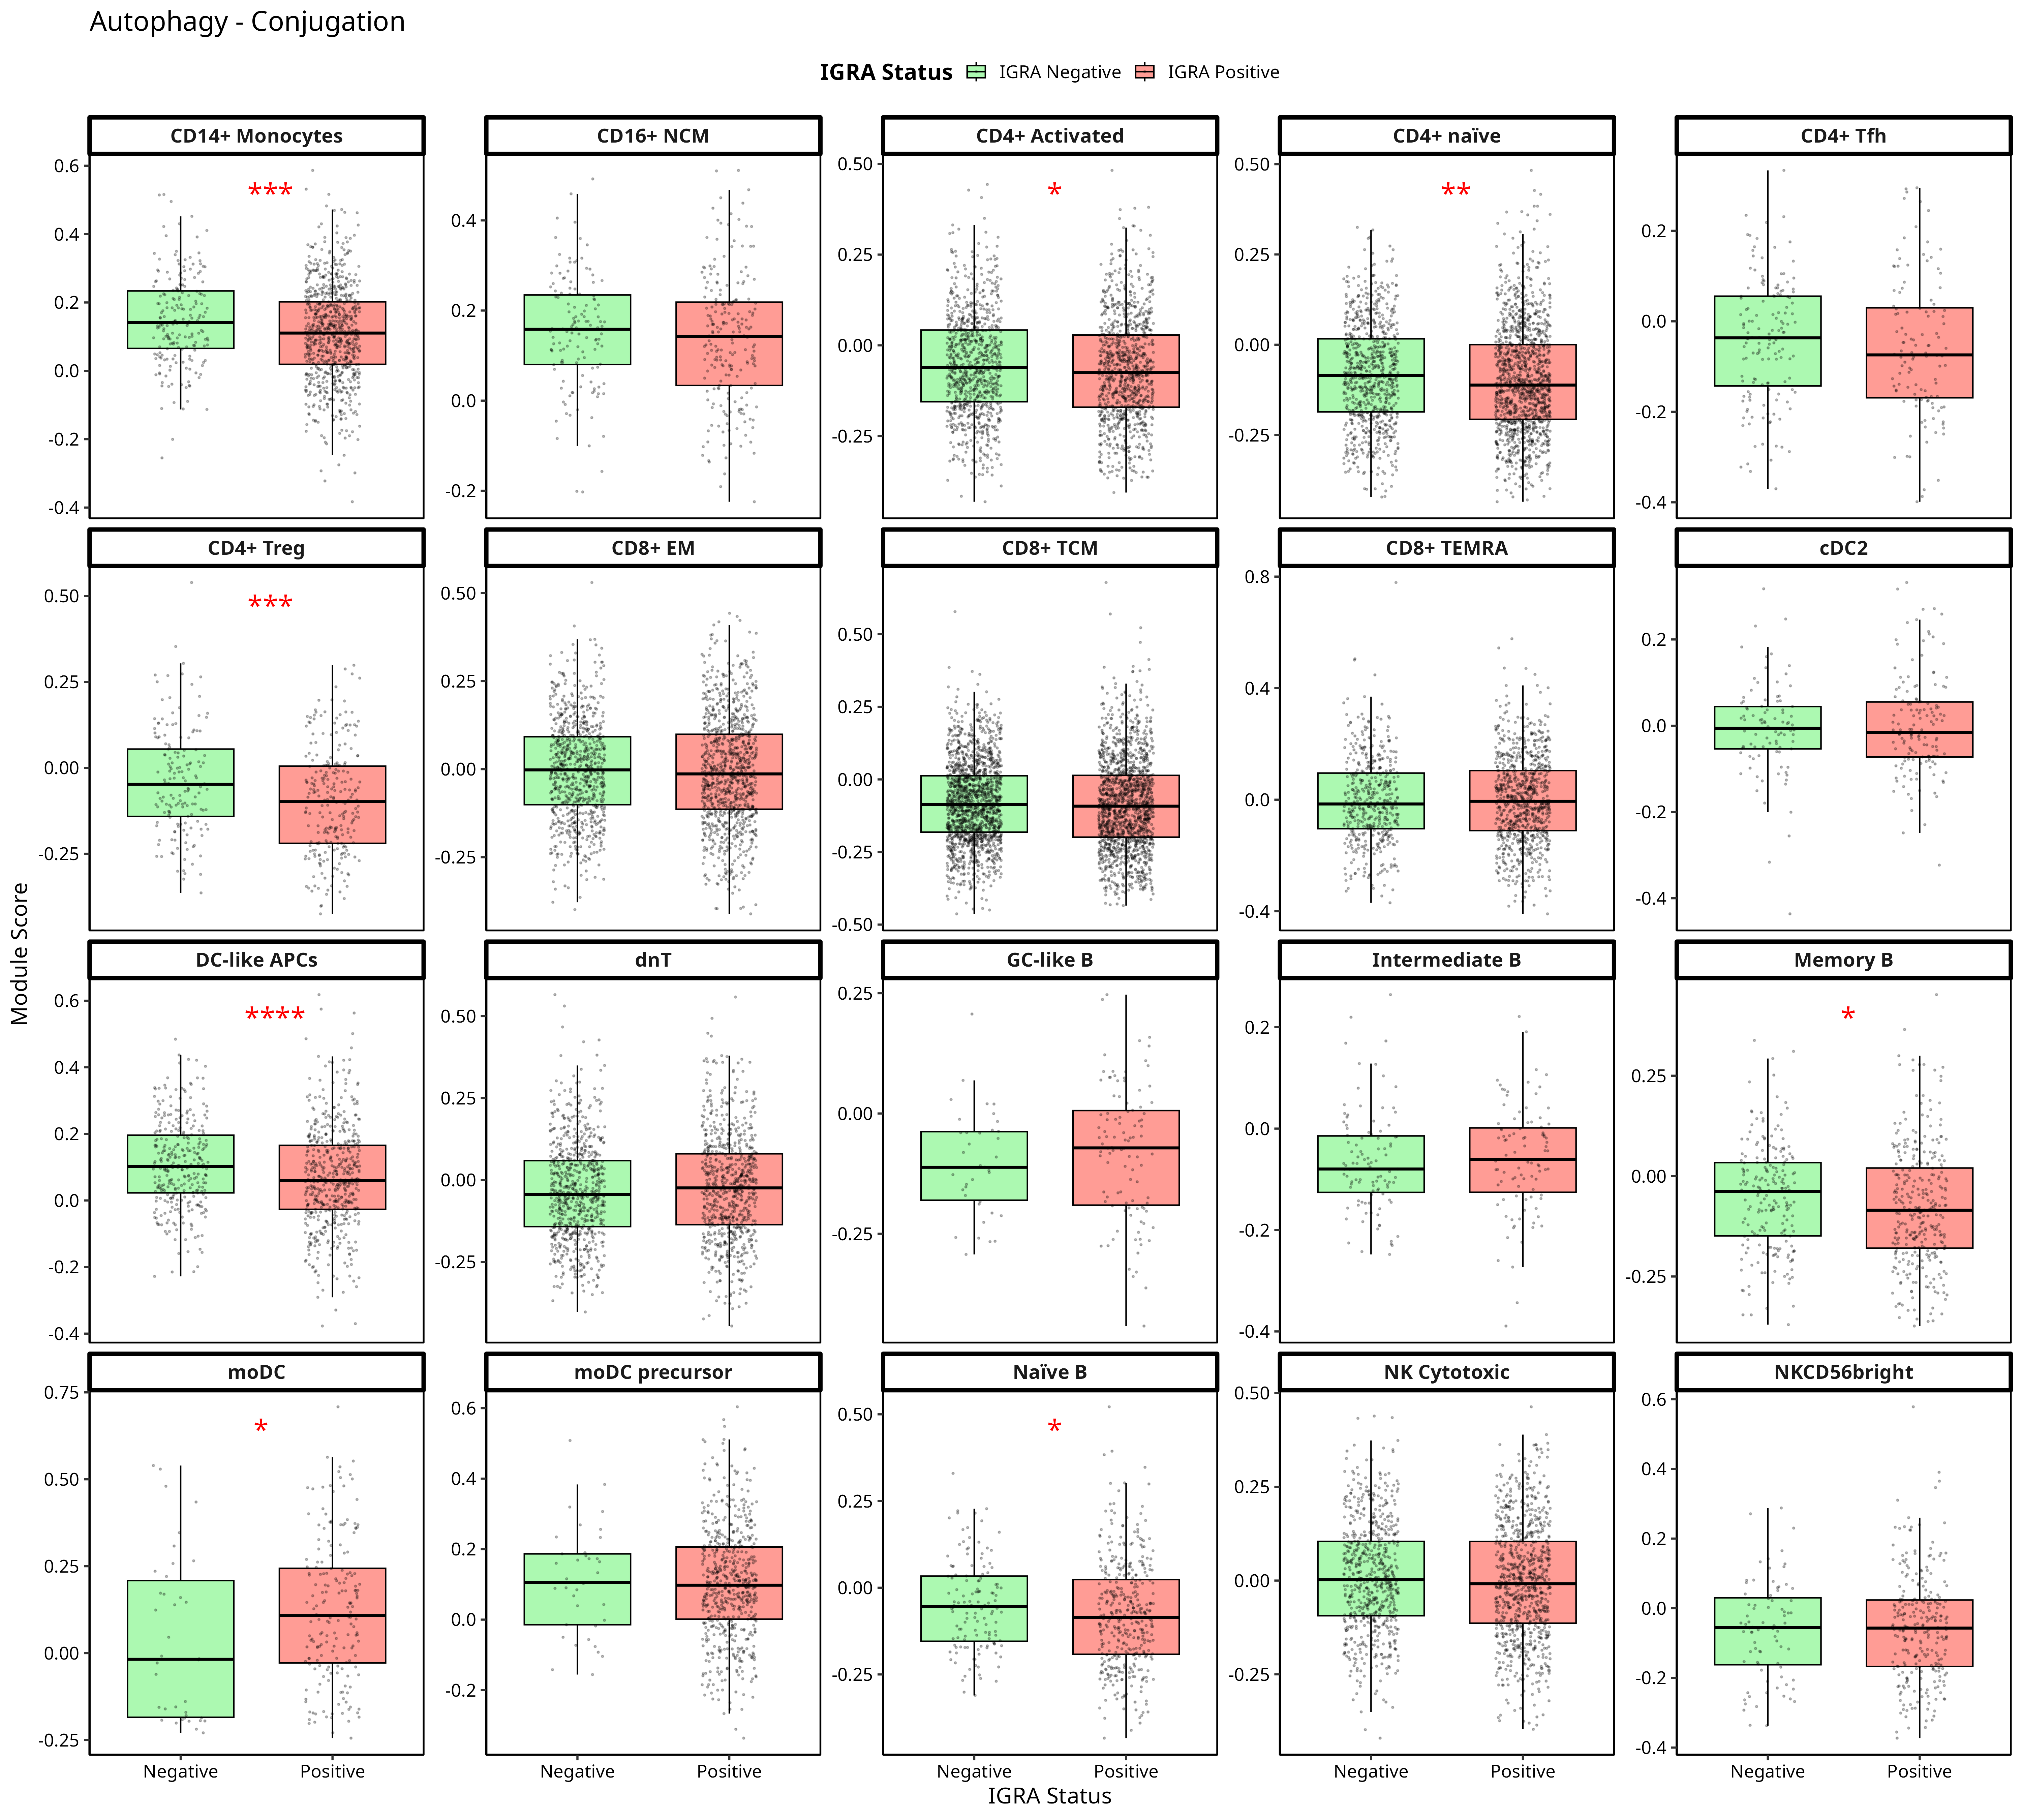 Autophagy - Conjugation
IGRA Status IGRA Negative IGRA Positive
CD14+ Monocytes CD16+ NCM CD4+ Activated CD4+ naïve CD4+ Tfh
0.6 0.4 0.2 0.0 -0.2 -0.4
***
0.4 0.2 0.0 -0.2
0.50 0.25 0.00 -0.25
*
0.50 0.25 0.00 -0.25
**
0.2 0.0 -0.2 -0.4
CD4+ Treg CD8+ EM CD8+ TCM CD8+ TEMRA cDC2
0.50 0.25 0.00 -0.25
***
0.50 0.25 0.00 -0.25
0.50 0.25 0.00 -0.25 -0.50
0.8 0.4 0.0 -0.4
0.2 0.0 -0.2 -0.4
Module Score
DC-like APCs dnT GC-like B Intermediate B Memory B
0.6 0.4 0.2 0.0 -0.2 -0.4
****
0.50 0.25 0.00 -0.25
0.25 0.00 -0.25
0.2 0.0 -0.2 -0.4
0.25 0.00 -0.25
*
moDC moDC precursor Naïve B NK Cytotoxic NKCD56bright
0.75 0.50 0.25 0.00 -0.25
*
0.6 0.4 0.2 0.0 -0.2
0.50 0.25 0.00 -0.25
*
0.50 0.25 0.00 -0.25
0.6 0.4 0.2 0.0 -0.2 -0.4
Negative Positive Negative Positive Negative Positive Negative Positive Negative Positive
IGRA Status